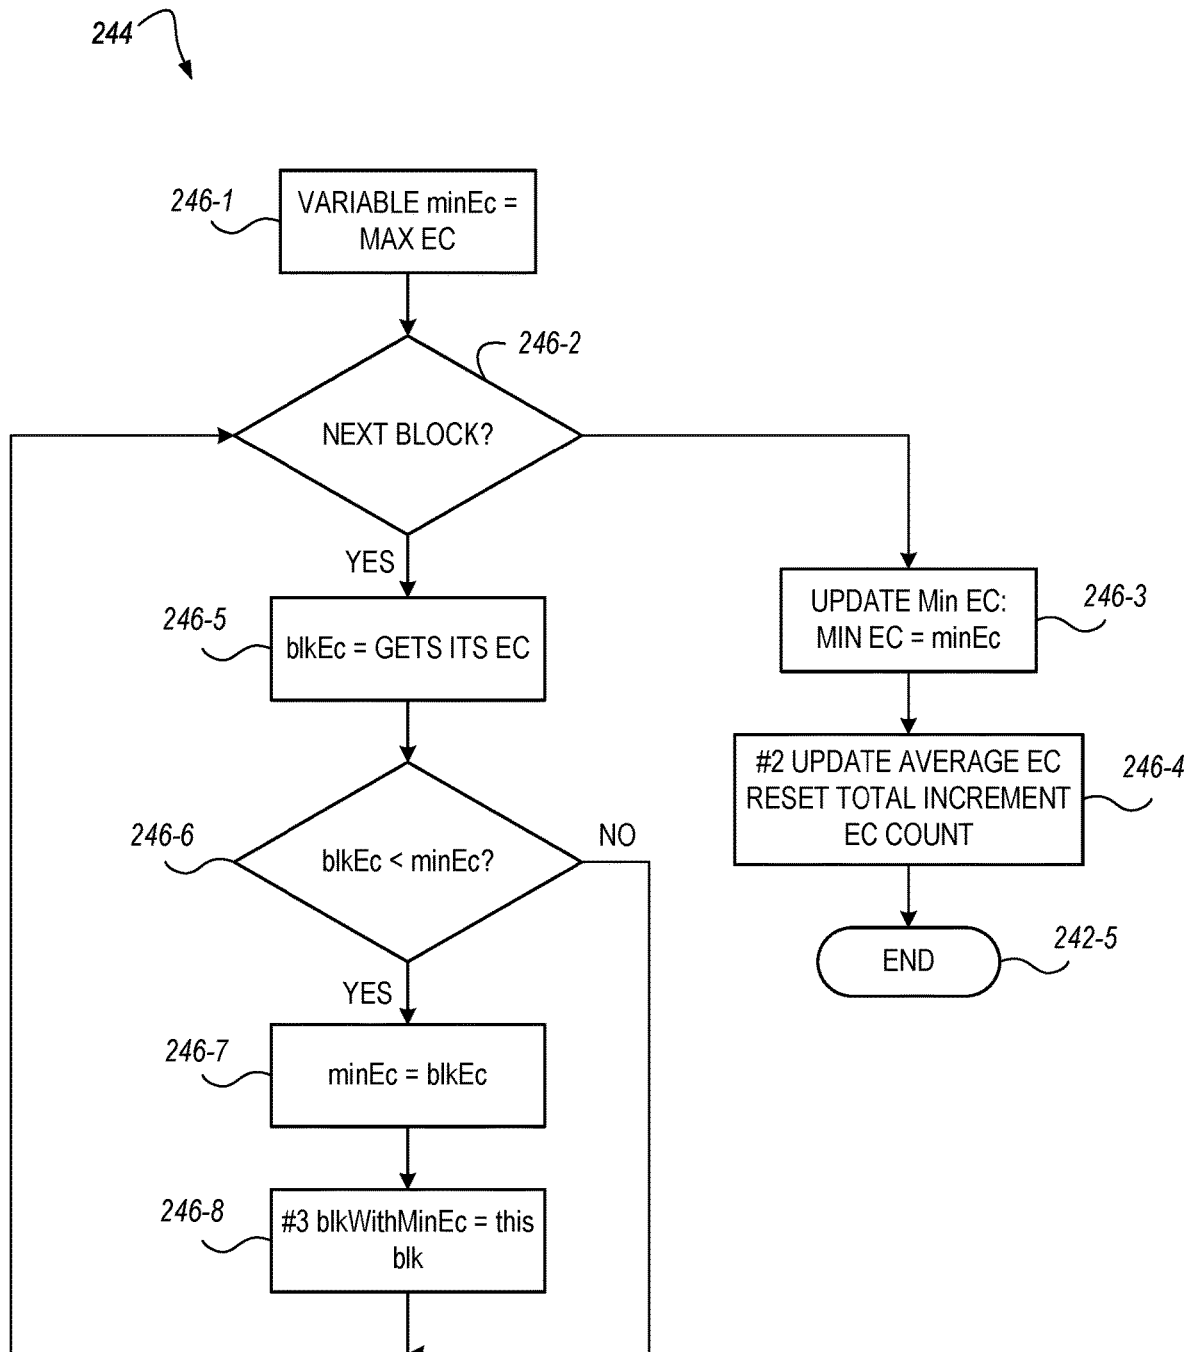 244
246-1
VARIABLE minEc =
MAX EC
246-2
NEXT BLOCK?
YES
246-5
blkEc = GETS ITS EC
246-6
blkEc < minEc?
NO
YES
246-7
minEc = blkEc
246-8
#3 blkWithMinEc = this
blk
UPDATE Min EC:
MIN EC = minEc
246-3
#2 UPDATE AVERAGE EC
RESET TOTAL INCREMENT
EC COUNT
246-4
END
242-5